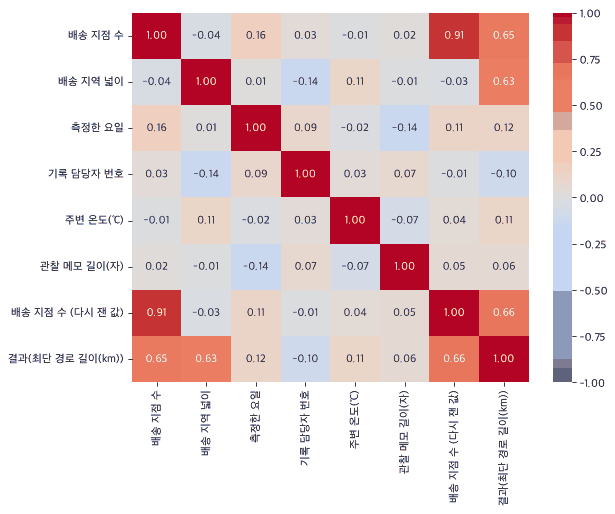 배송 지점 수 1.00 -0.04 0.16 0.03 -0.01 0.02 0.91 0.65
배송 지역 넓이 -0.04 1.00 0.01 -0.14 0.11 -0.01 -0.03 0.63
측정한 요일 0.16 0.01 1.00 0.09 -0.02 -0.14 0.11 0.12
기록 담당자 번호 0.03 -0.14 0.09 1.00 0.03 0.07 -0.01 -0.10
주변 온도(℃) -0.01 0.11 -0.02 0.03 1.00 -0.07 0.04 0.11
관찰 메모 길이(자) 0.02 -0.01 -0.14 0.07 -0.07 1.00 0.05 0.06
배송 지점 수 (다시 잰 값) 0.91 -0.03 0.11 -0.01 0.04 0.05 1.00 0.66
결과(최단 경로 길이(km)) 0.65 0.63 0.12 -0.10 0.11 0.06 0.66 1.00
배송 지점 수
배송 지역 넓이
측정한 요일
기록 담당자 번호
주변 온도(℃)
관찰 메모 길이(자)
배송 지점 수 (다시 잰 값)
결과(최단 경로 길이(km))
1.00
0.75
0.50
0.25
0.00
-0.25
-0.50
-0.75
-1.00